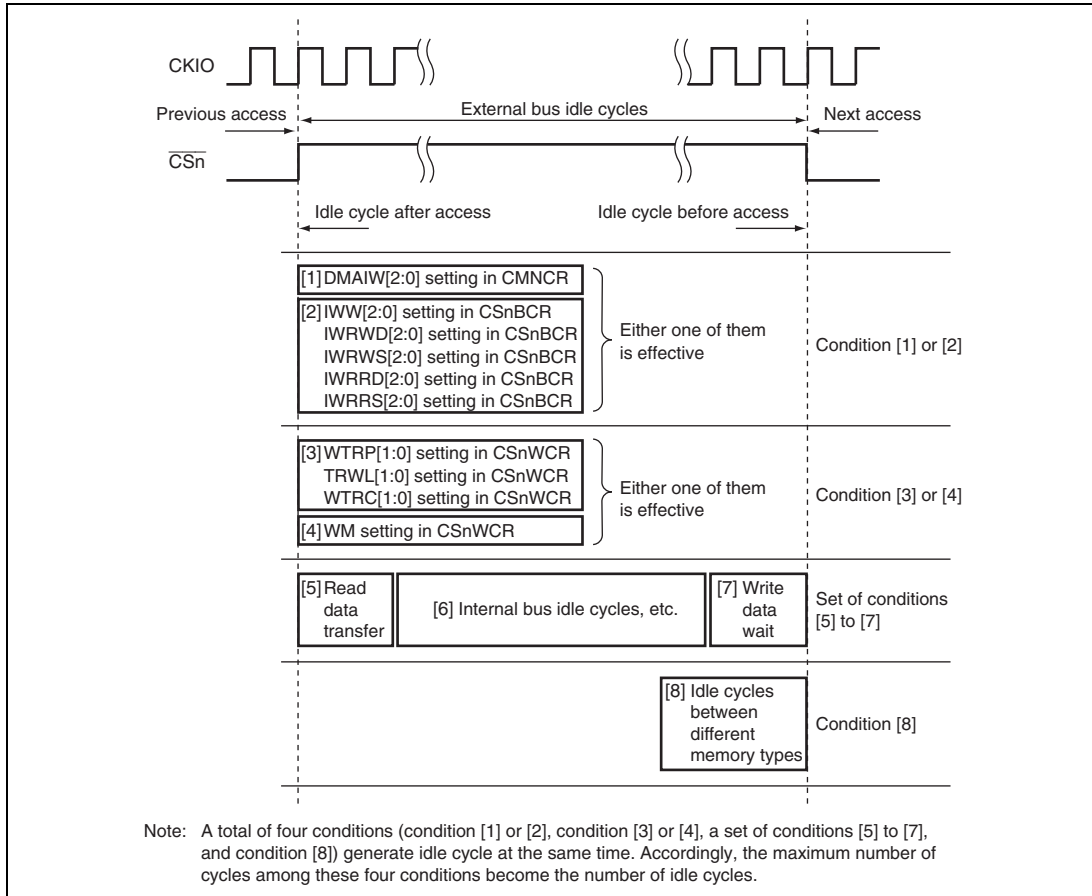 CKIO
Previous access
External bus idle cycles
Next access
CSn
Idle cycle after access
Idle cycle before access
[1] DMAIW[2:0] setting in CMNCR
[2] IWW[2:0] setting in CSnBCR
IWRWD[2:0] setting in CSnBCR
IWRWS[2:0] setting in CSnBCR
IWRRD[2:0] setting in CSnBCR
IWRRS[2:0] setting in CSnBCR
Either one of them
is effective
Condition [1] or [2]
[3] WTRP[1:0] setting in CSnWCR
TRWL[1:0] setting in CSnWCR
WTRC[1:0] setting in CSnWCR
[4] WM setting in CSnWCR
Either one of them
is effective
Condition [3] or [4]
[5] Read
data
transfer
[6] Internal bus idle cycles, etc.
[7] Write
data
wait
Set of conditions
[5] to [7]
[8] Idle cycles
between
different
memory types
Condition [8]
Note: A total of four conditions (condition [1] or [2], condition [3] or [4], a set of conditions [5] to [7],
and condition [8]) generate idle cycle at the same time. Accordingly, the maximum number of
cycles among these four conditions become the number of idle cycles.